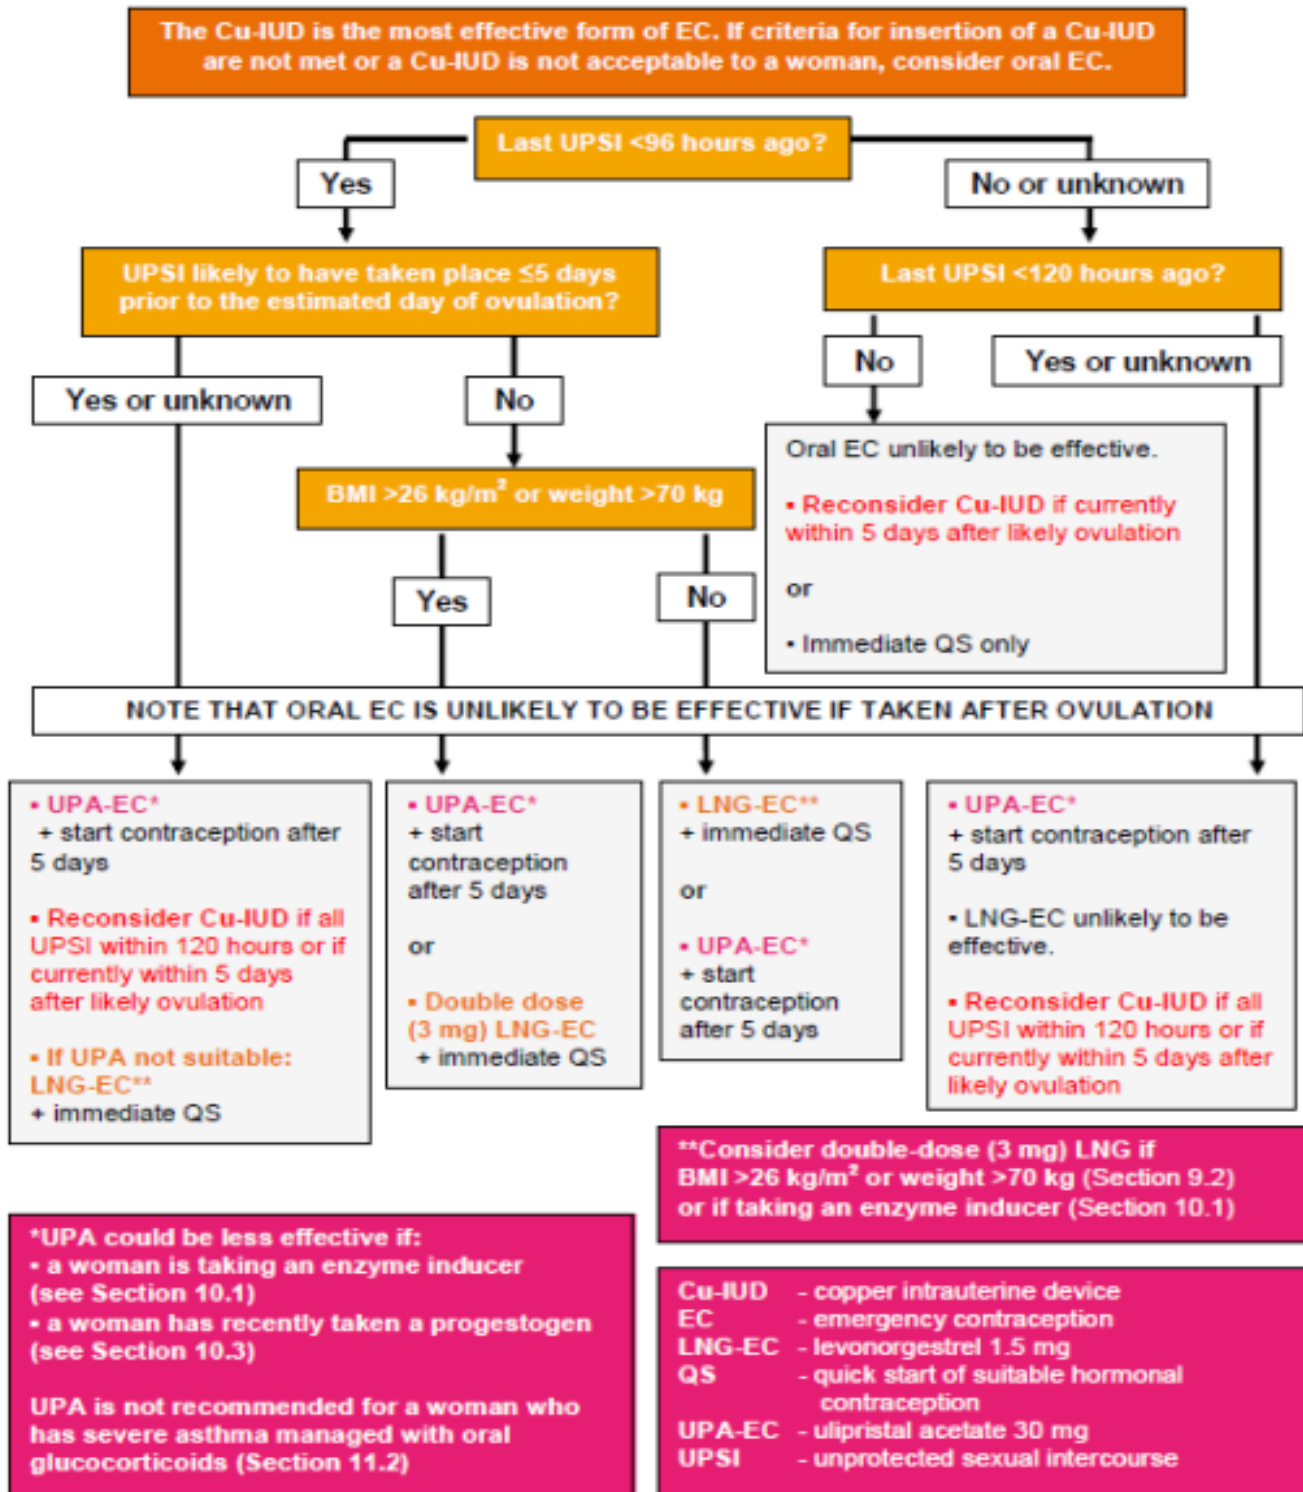 The Cu-IUD is the most effective form of EC. If criteria for insertion of a Cu-IUD
are not met or a Cu-IUD is not acceptable to a woman, consider oral EC.
Last UPSI <96 hours ago?
Yes
No or unknown
UPSI likely to have taken place ≤5 days
prior to the estimated day of ovulation?
Last UPSI <120 hours ago?
Yes or unknown
No
No
Yes or unknown
BMI >26 kg/m² or weight >70 kg
Yes
No
Oral EC unlikely to be effective.
▪ Reconsider Cu-IUD if currently
within 5 days after likely ovulation
or
▪ Immediate QS only
NOTE THAT ORAL EC IS UNLIKELY TO BE EFFECTIVE IF TAKEN AFTER OVULATION
▪ UPA-EC*
+ start contraception after
5 days
▪ Reconsider Cu-IUD if all
UPSI within 120 hours or if
currently within 5 days
after likely ovulation
▪ If UPA not suitable:
LNG-EC**
+ immediate QS
▪ UPA-EC*
+ start
contraception
after 5 days
or
▪ Double dose
(3 mg) LNG-EC
+ immediate QS
▪ LNG-EC**
+ immediate QS
or
▪ UPA-EC*
+ start
contraception
after 5 days
▪ UPA-EC*
+ start contraception after
5 days
▪ LNG-EC unlikely to be
effective.
▪ Reconsider Cu-IUD if all
UPSI within 120 hours or if
currently within 5 days after
likely ovulation
**Consider double-dose (3 mg) LNG if
BMI >26 kg/m² or weight >70 kg (Section 9.2)
or if taking an enzyme inducer (Section 10.1)
*UPA could be less effective if:
▪ a woman is taking an enzyme inducer
(see Section 10.1)
▪ a woman has recently taken a progestogen
(see Section 10.3)
UPA is not recommended for a woman who
has severe asthma managed with oral
glucocorticoids (Section 11.2)
Cu-IUD - copper intrauterine device
EC - emergency contraception
LNG-EC - levonorgestrel 1.5 mg
QS - quick start of suitable hormonal
contraception
UPA-EC - ulipristal acetate 30 mg
UPSI - unprotected sexual intercourse